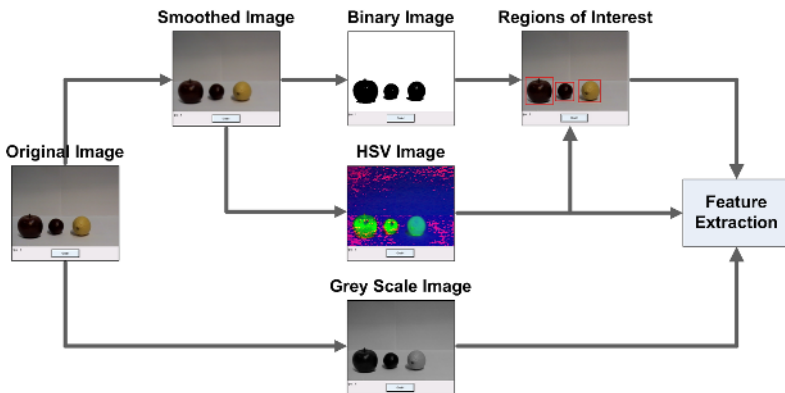 Smoothed Image
Binary Image
Regions of Interest
Original Image
HSV Image
Feature
Extraction
Grey Scale Image